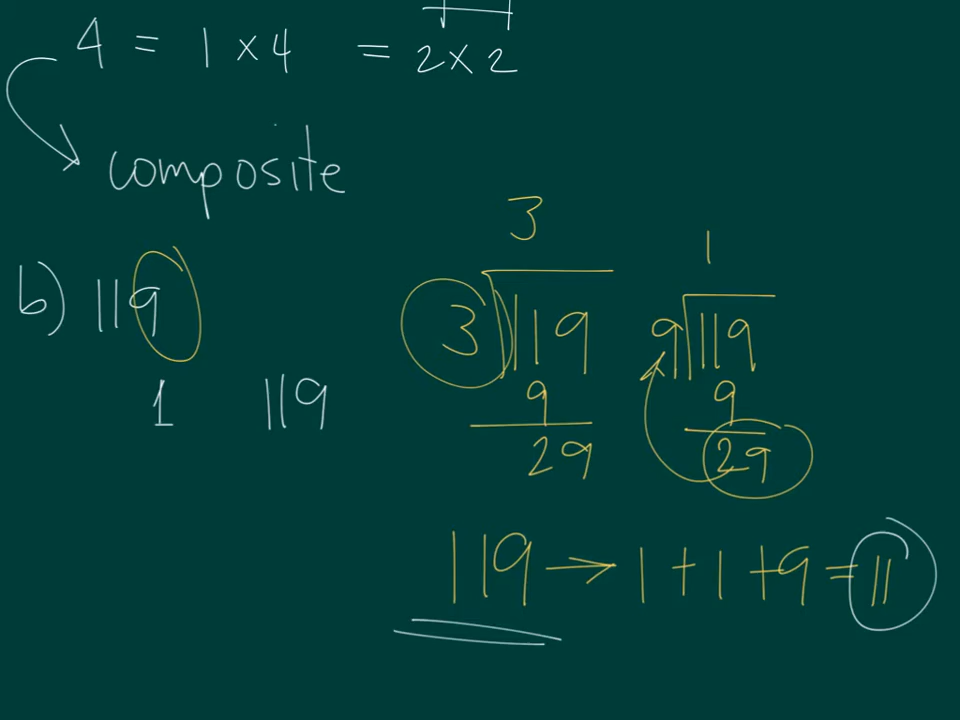 4 = 1 × 4 = 2 × 2
composite
b) 119
1 119
3
3 119
9
29
1
9 119
9
29
119 → 1 + 1 + 9 = 11